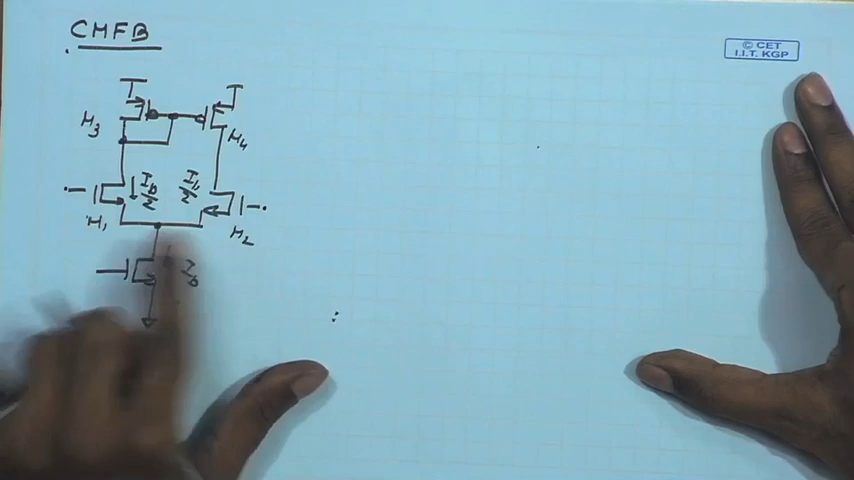 CMFB
© CET
I.I.T. KGP
M3
M4
Ib/2
Ib/2
M1
M2
Ib